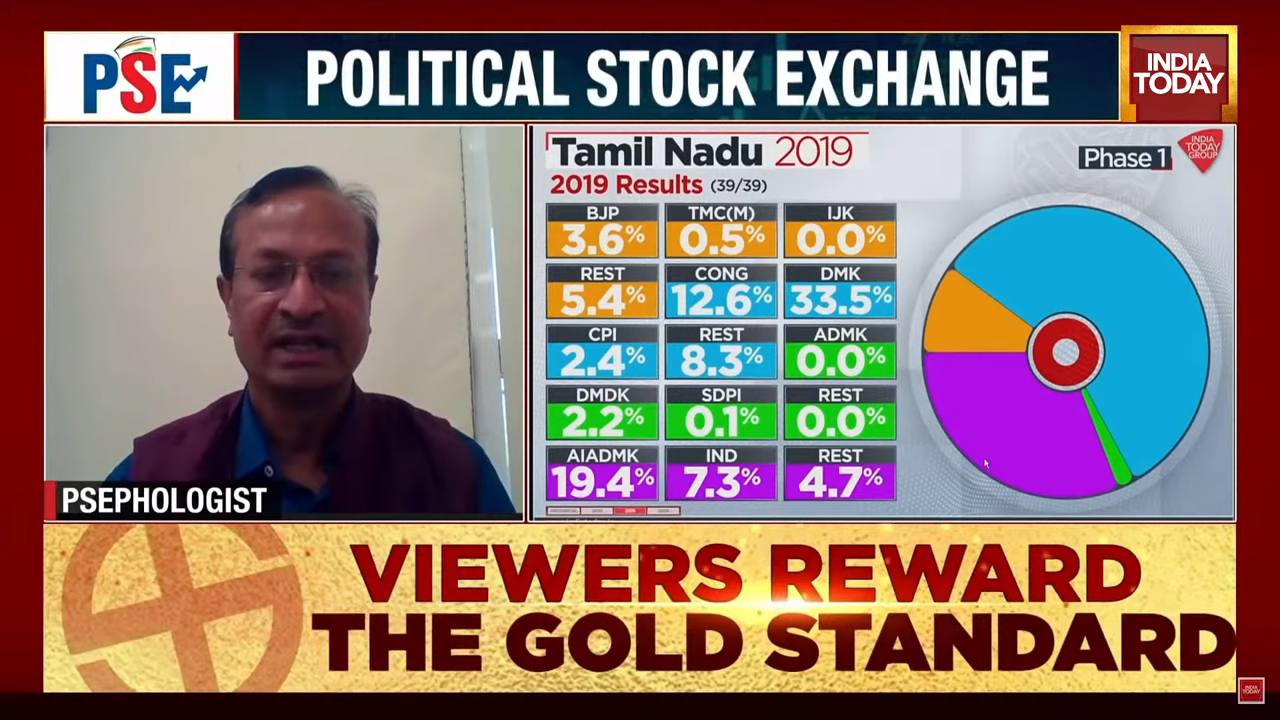 PSE
POLITICAL STOCK EXCHANGE
INDIA
TODAY
Tamil Nadu 2019
Phase 1
INDIA
TODAY
GROUP
2019 Results (39/39)
BJP TMC(M) IJK
3.6% 0.5% 0.0%
REST CONG DMK
5.4% 12.6% 33.5%
CPI REST ADMK
2.4% 8.3% 0.0%
DMDK SDPI REST
2.2% 0.1% 0.0%
AIADMK IND REST
19.4% 7.3% 4.7%
PSEPHOLOGIST
VIEWERS REWARD
THE GOLD STANDARD
INDIA
TODAY